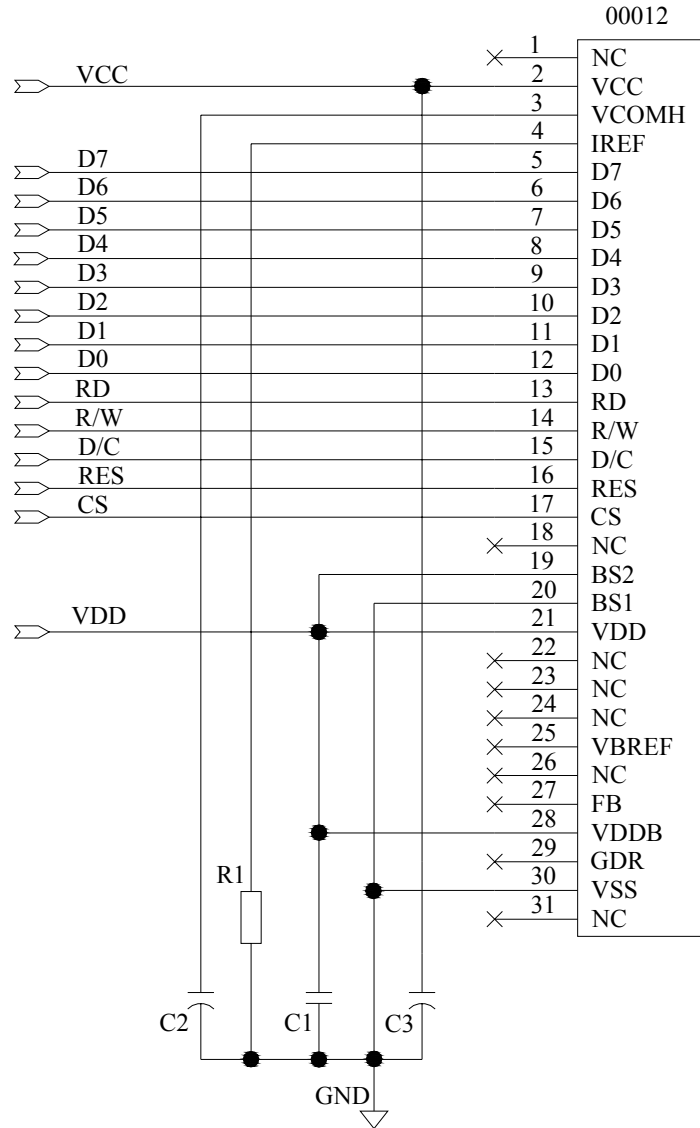 00012
1 NC
VCC 2 VCC
3 VCOMH
4 IREF
D7 5 D7
D6 6 D6
D5 7 D5
D4 8 D4
D3 9 D3
D2 10 D2
D1 11 D1
D0 12 D0
RD 13 RD
R/W 14 R/W
D/C 15 D/C
RES 16 RES
CS 17 CS
18 NC
19 BS2
20 BS1
VDD 21 VDD
22 NC
23 NC
24 NC
25 VBREF
26 NC
27 FB
28 VDDB
29 GDR
R1 30 VSS
31 NC
C2 C1 C3
GND